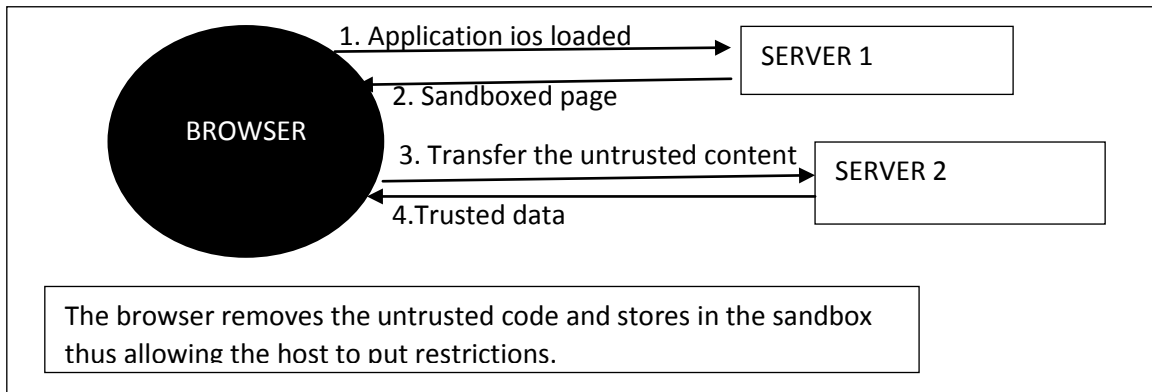 1. Application ios loaded
SERVER 1
2. Sandboxed page
BROWSER
3. Transfer the untrusted content
SERVER 2
4.Trusted data
The browser removes the untrusted code and stores in the sandbox
thus allowing the host to put restrictions.